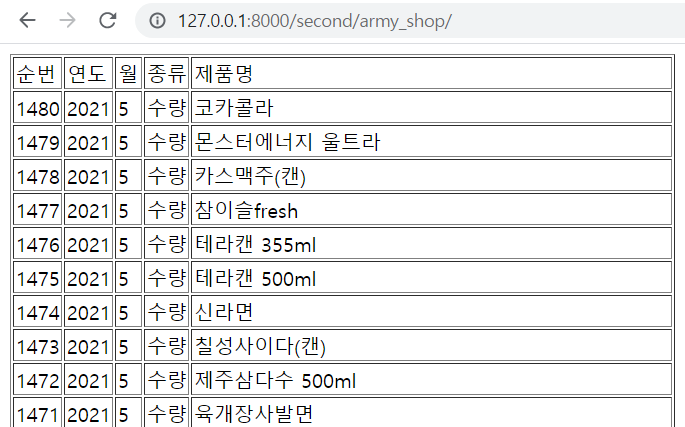 127.0.0.1:8000/second/army_shop/
순번 연도 월 종류 제품명
1480 2021 5 수량 코카콜라
1479 2021 5 수량 몬스터에너지 울트라
1478 2021 5 수량 카스맥주(캔)
1477 2021 5 수량 참이슬fresh
1476 2021 5 수량 테라캔 355ml
1475 2021 5 수량 테라캔 500ml
1474 2021 5 수량 신라면
1473 2021 5 수량 칠성사이다(캔)
1472 2021 5 수량 제주삼다수 500ml
1471 2021 5 수량 육개장사발면